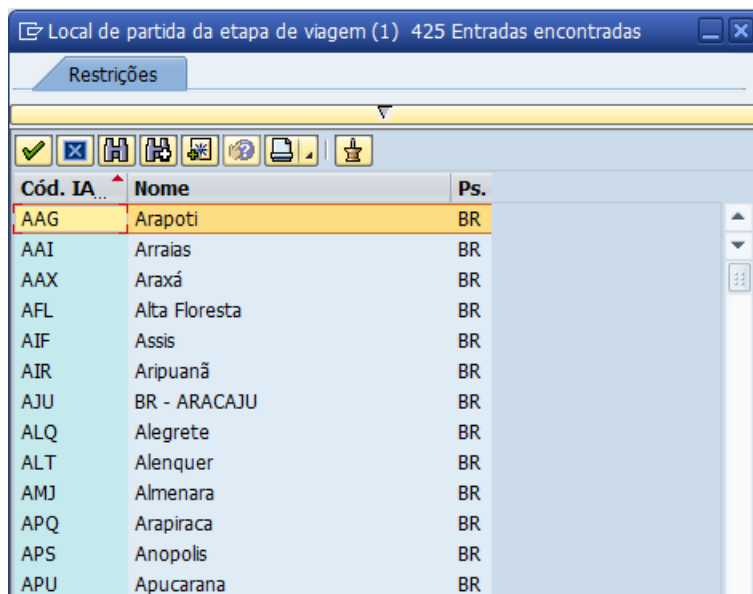 Local de partida da etapa de viagem (1) 425 Entradas encontradas
Restrições
Cód. IA... Nome Ps.
AAG Arapoti BR
AAI Arraias BR
AAX Araxá BR
AFL Alta Floresta BR
AIF Assis BR
AIR Aripuanã BR
AJU BR - ARACAJU BR
ALQ Alegrete BR
ALT Alenquer BR
AMJ Almenara BR
APQ Arapiraca BR
APS Anopolis BR
APU Apucarana BR